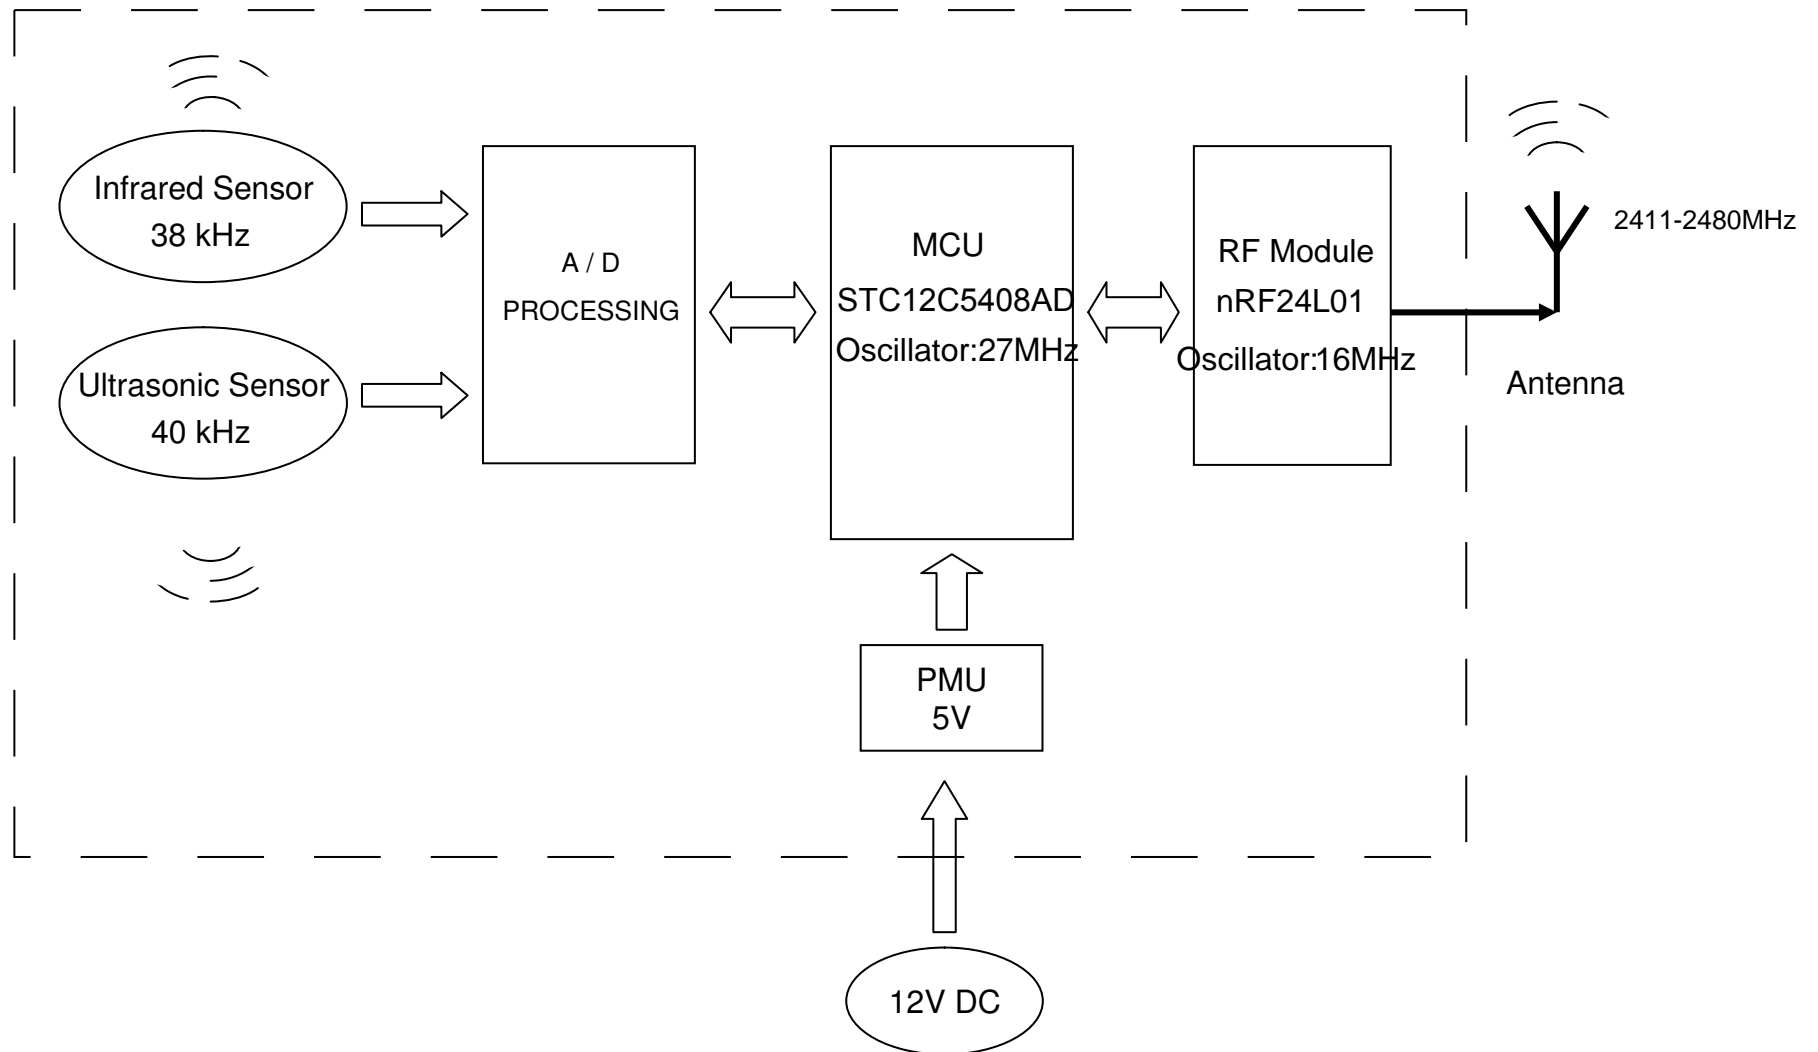 Infrared Sensor
38 kHz
Ultrasonic Sensor
40 kHz
A / D
PROCESSING
MCU
STC12C5408AD
Oscillator:27MHz
RF Module
nRF24L01
Oscillator:16MHz
2411-2480MHz
Antenna
PMU
5V
12V DC